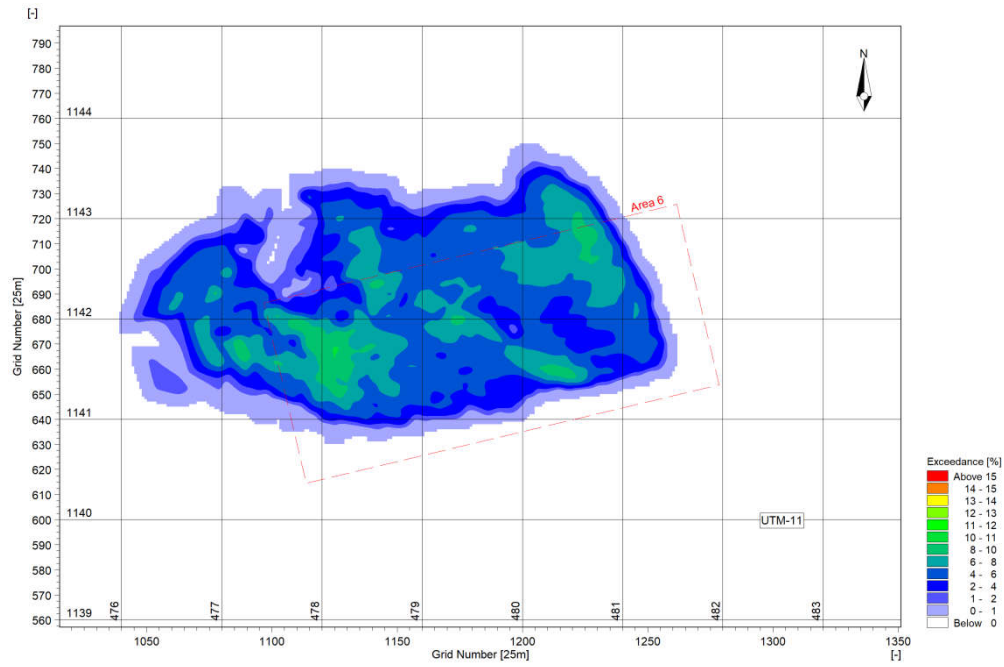 [-]
N
790
780
770
760
750
740
730
720
710
700
690
680
670
660
650
640
630
620
610
600
590
580
570
560
Grid Number [25m]
1144
1143
1142
1141
1140
1139
Area 6
UTM-11
476
477
478
479
480
481
482
483
1050
1100
1150
1200
1250
1300
1350
Grid Number [25m]
[-]
Exceedance [%]
Above 15
14 - 15
13 - 14
12 - 13
11 - 12
10 - 11
8 - 10
6 - 8
4 - 6
2 - 4
1 - 2
0 - 1
Below 0